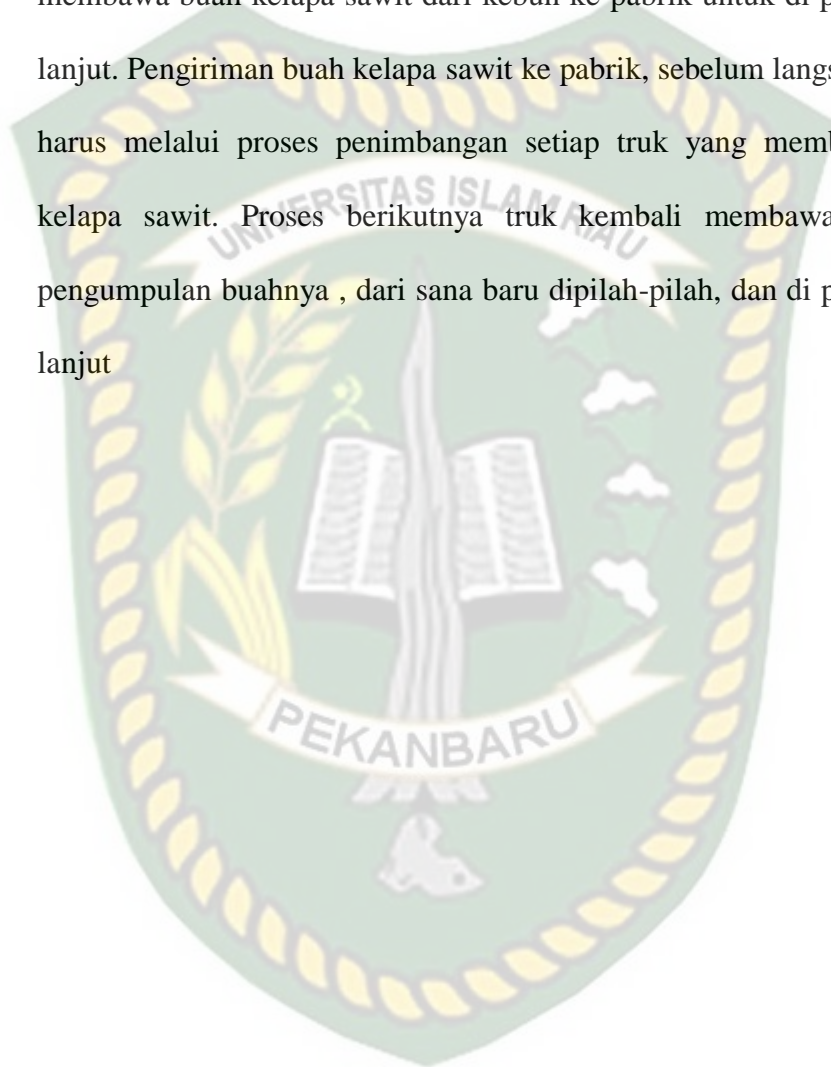 membawa buah kelapa sawit dari kebun ke pabrik untuk di p
lanjut. Pengiriman buah kelapa sawit ke pabrik, sebelum langs
harus melalui proses penimbangan setiap truk yang memb
kelapa sawit. Proses berikutnya truk kembali membawa
pengumpulan buahnya , dari sana baru dipilah-pilah, dan di p
lanjut
UNIVERSITAS ISLAM RIAU
PEKANBARU